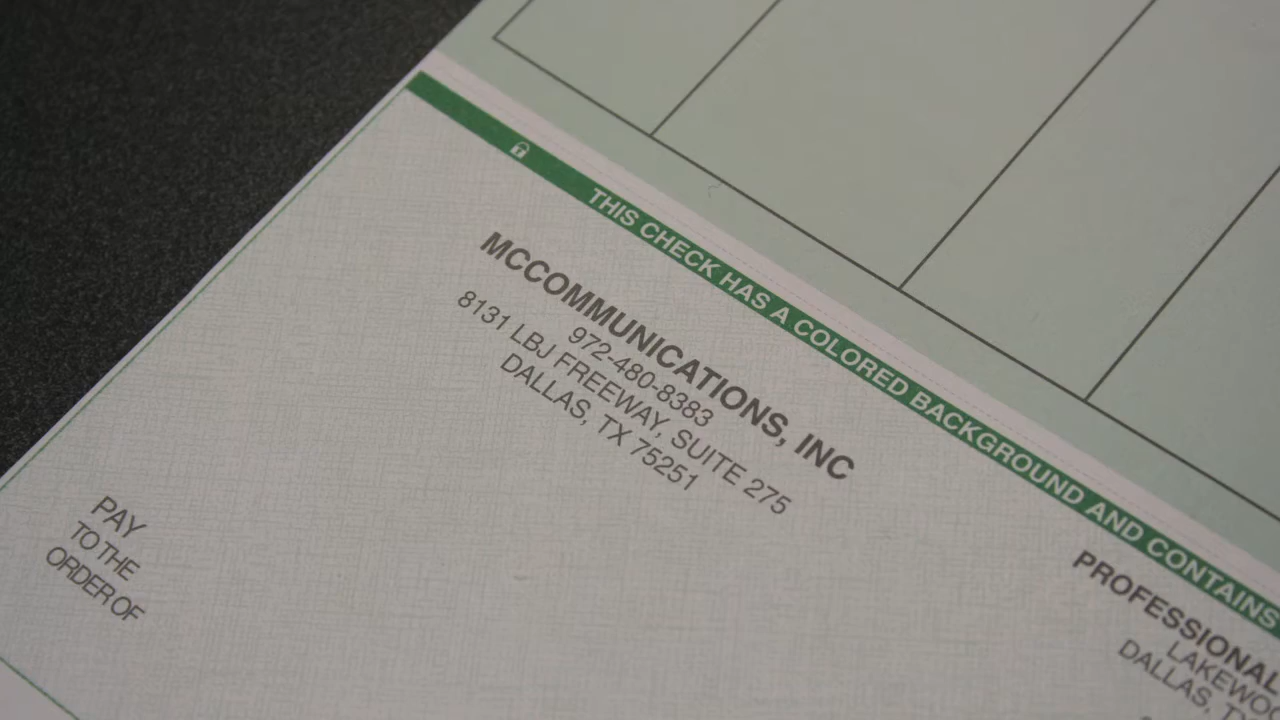 THIS CHECK HAS A COLORED BACKGROUND AND CONTAINS
MCCOMMUNICATIONS, INC
972-480-8383
8131 LBJ FREEWAY, SUITE 275
DALLAS, TX 75251
PROFESSIONAL
DALLAS,
PAY
TO THE
ORDER OF